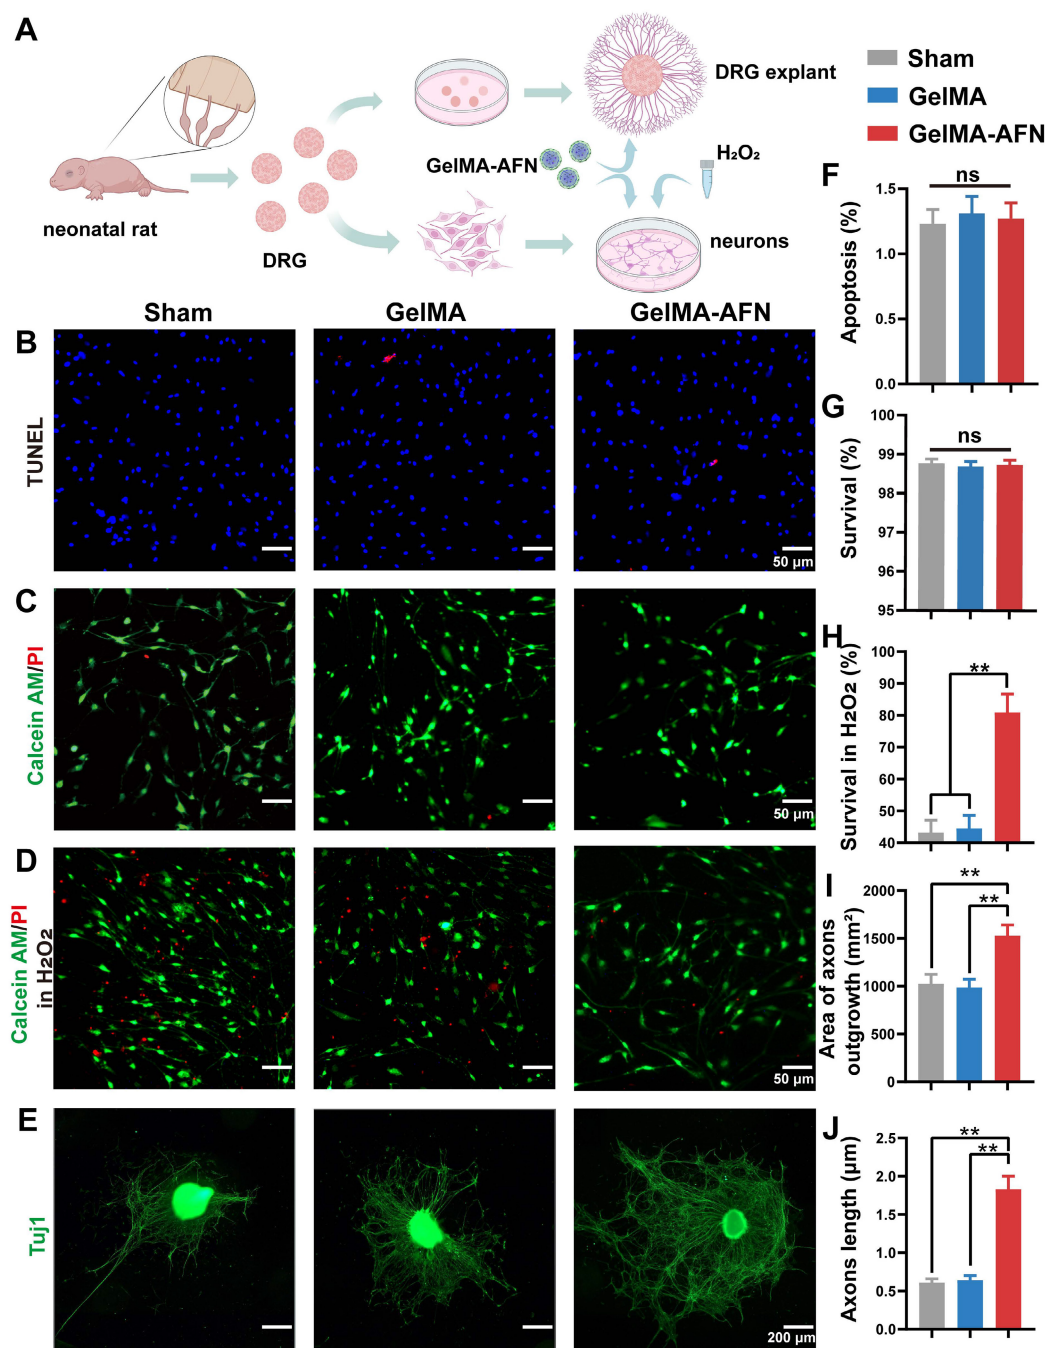 A
neonatal rat
DRG
GelMA-AFN
H₂O₂
DRG explant
neurons
Sham
GelMA
GelMA-AFN
Sham
GelMA
GelMA-AFN
B
TUNEL
50 µm
C
Calcein AM/PI
50 µm
D
Calcein AM/PI
in H2O2
50 µm
E
Tuj1
200 µm
F
Apoptosis (%)
ns
1.5
1.0
0.5
0.0
G
Survival (%)
ns
100
99
98
97
96
95
H
Survival in H2O2 (%)
**
100
90
80
70
60
50
40
I
Area of axons
outgrowth (mm²)
**
**
2000
1500
1000
500
0
J
Axons length (µm)
**
**
2.5
2.0
1.5
1.0
0.5
0.0